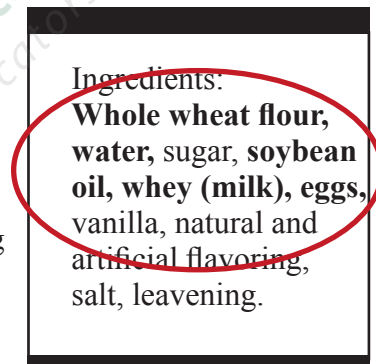 Ingredients:
Whole wheat flour,
water, sugar, soybean
oil, whey (milk), eggs,
vanilla, natural and
artificial flavoring,
salt, leavening.